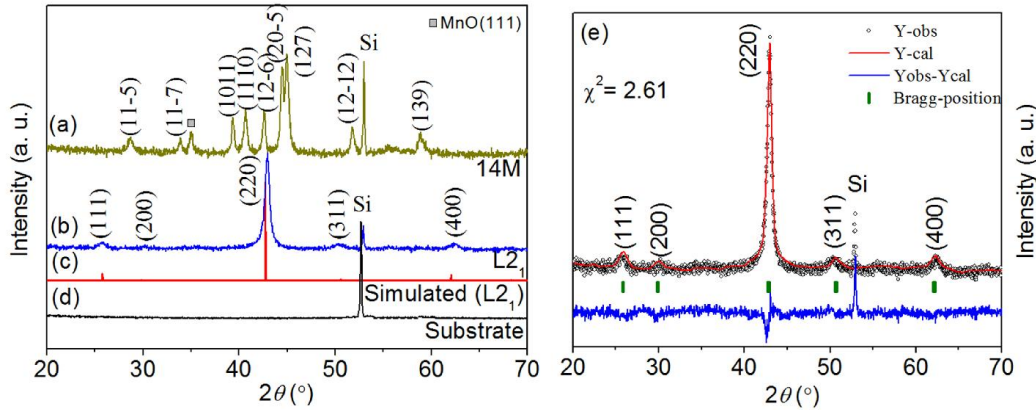 MnO(111)
(11-5)
(11-7)
(1011)
(1110)
(12-6)
(20-5)
(127)
(12-12)
Si
(139)
(a)
14M
(111)
(200)
(220)
(311)
Si
(400)
(b)
L2₁
(c)
Simulated (L2₁)
(d)
Substrate
Intensity (a. u.)
20 30 40 50 60 70
2θ (°)
(e)
χ² = 2.61
Y-obs
Y-cal
Yobs-Ycal
Bragg-position
(111)
(200)
(220)
(311)
Si
(400)
Intensity (a. u.)
20 30 40 50 60 70
2θ (°)